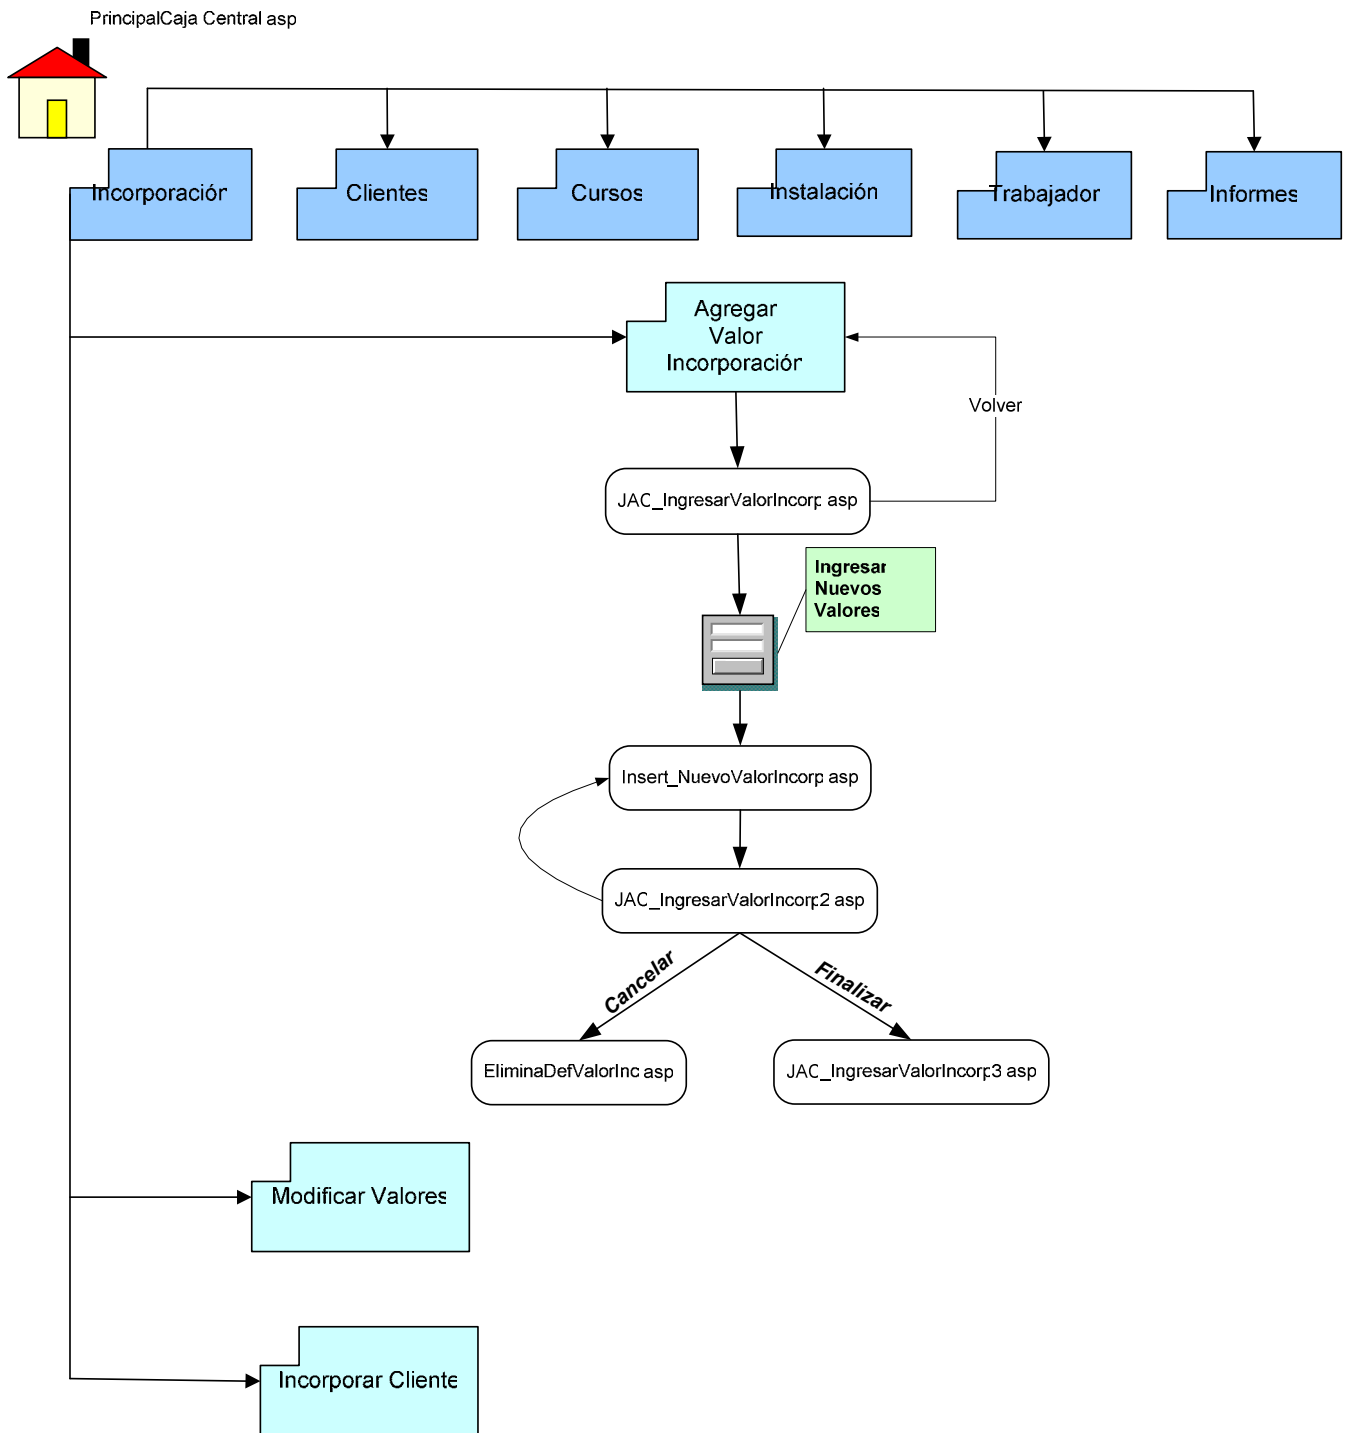 PrincipalCaja Central asp
Incorporación
Clientes
Cursos
Instalación
Trabajador
Informes
Agregar
Valor
Incorporación
Volver
JAC_IngresarValorIncorp asp
Ingresar
Nuevos
Valores
Insert_NuevoValorIncorp asp
JAC_IngresarValorIncorp2 asp
Cancelar
Finalizar
EliminaDefValorInc asp
JAC_IngresarValorIncorp3 asp
Modificar Valores
Incorporar Cliente